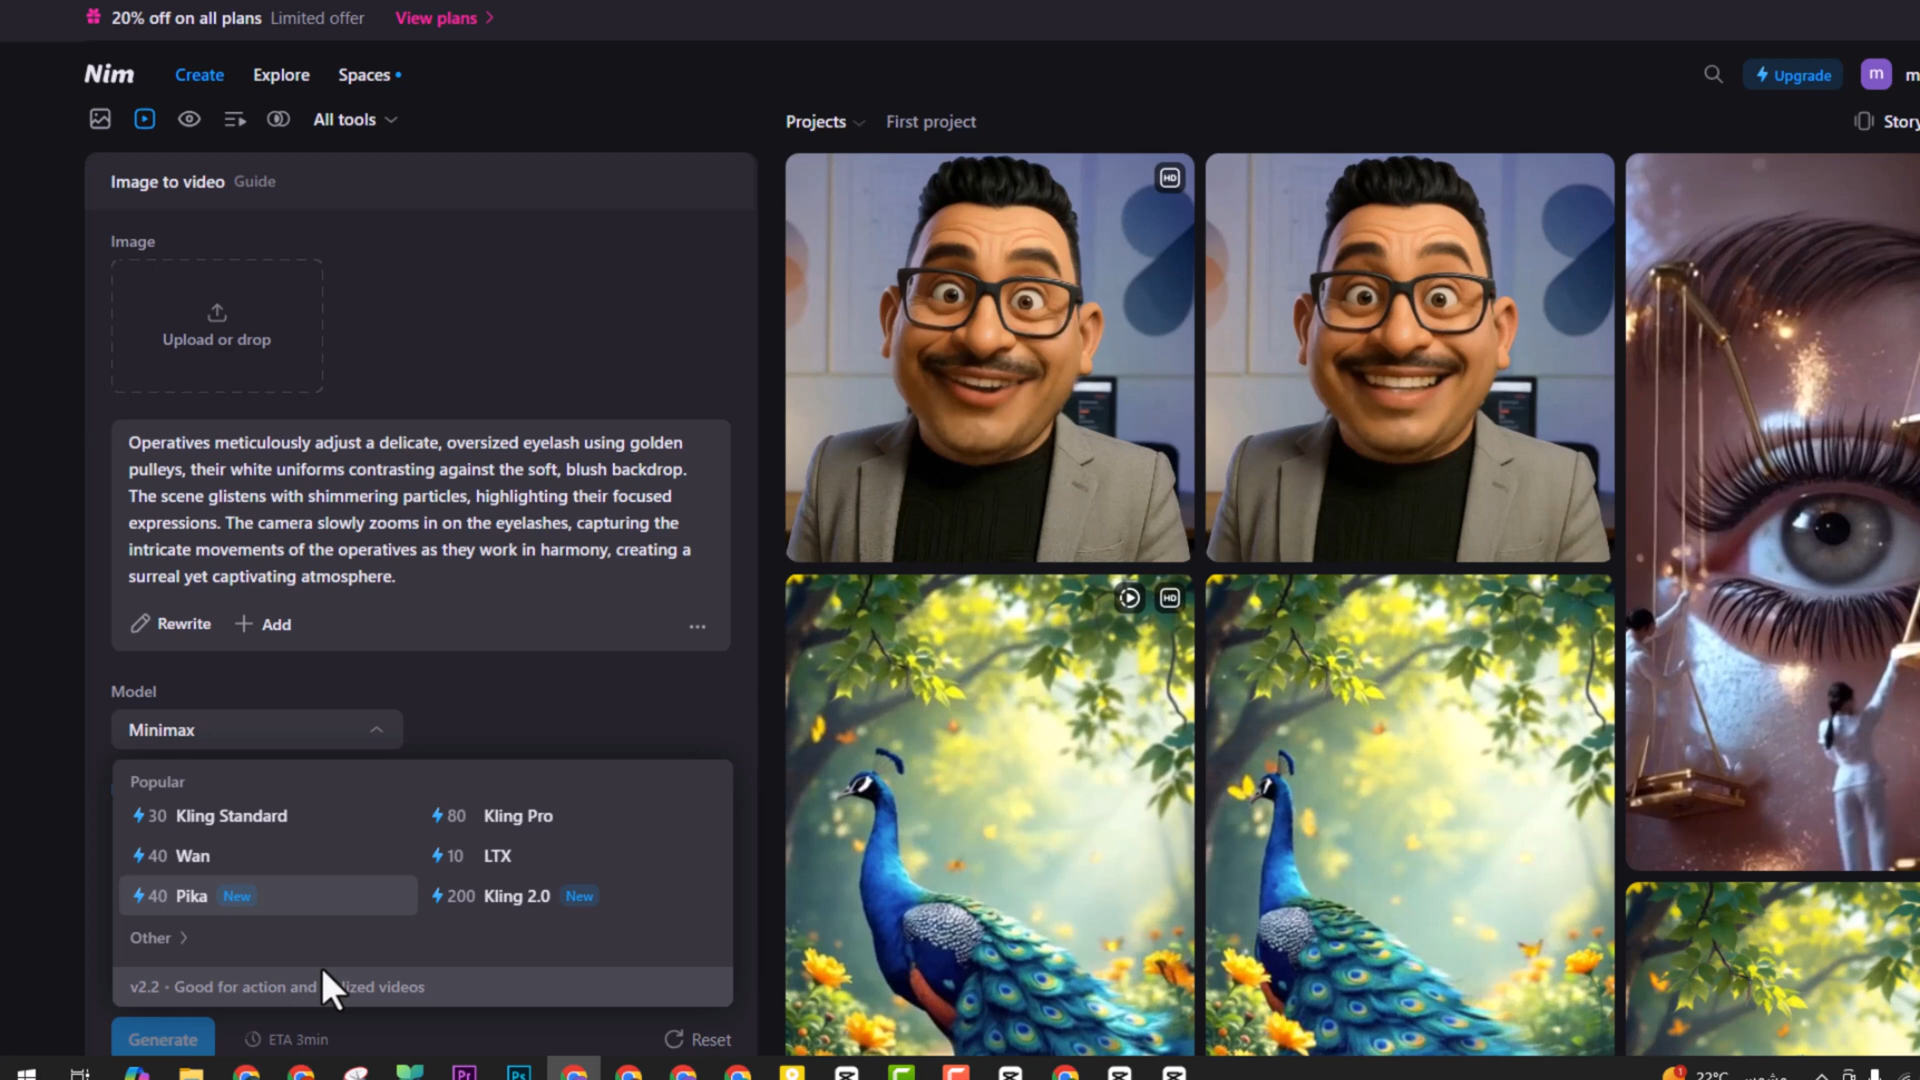 20% off on all plans Limited offer View plans
Nim Create Explore Spaces
Upgrade m
All tools
Projects First project
Image to video Guide
Image
Upload or drop
Operatives meticulously adjust a delicate, oversized eyelash using golden
pulleys, their white uniforms contrasting against the soft, blush backdrop.
The scene glistens with shimmering particles, highlighting their focused
expressions. The camera slowly zooms in on the eyelashes, capturing the
intricate movements of the operatives as they work in harmony, creating a
surreal yet captivating atmosphere.
Rewrite Add
Model
Minimax
Popular
30 Kling Standard 80 Kling Pro
40 Wan 10 LTX
40 Pika New 200 Kling 2.0 New
Other
v2.2 • Good for action and
videos
Generate ETA 3min Reset
HD
HD
Pr Ps
1
22°C